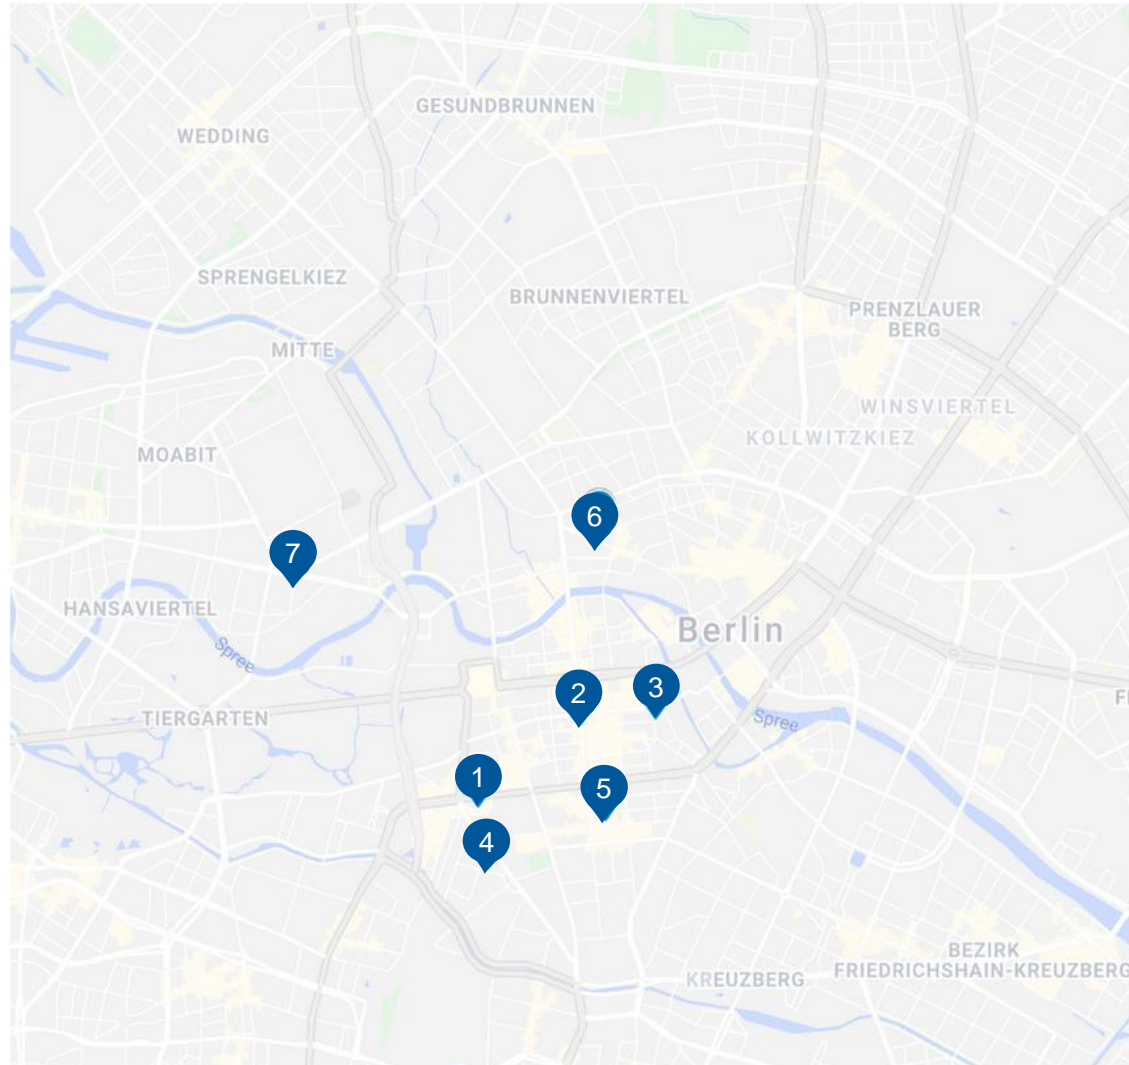 GESUNDBRUNNEN
WEDDING
SPRENGELKIEZ
BRUNNENVIERTEL
PRENZLAUER
BERG
MITTE
WINSVIERTEL
KOLLWITZKIEZ
MOABIT
6
7
HANSAVIERTEL
Berlin
Spree
3
2
TIERGARTEN
Spree
1
5
4
BEZIRK
FRIEDRICHSHAIN-KREUZBERG
KREUZBERG